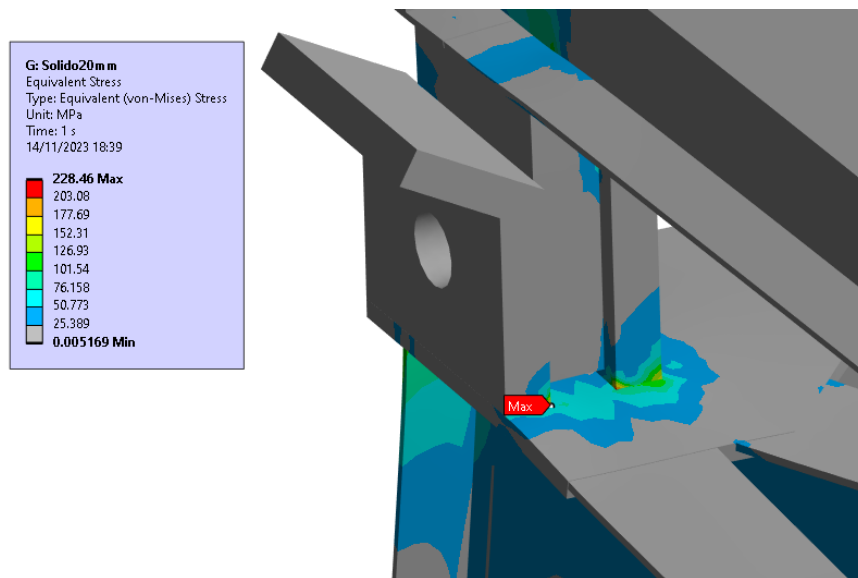 G: Solido20mm
Equivalent Stress
Type: Equivalent (von-Mises) Stress
Unit: MPa
Time: 1 s
14/11/2023 18:39
228.46 Max
203.08
177.69
152.31
126.93
101.54
76.158
50.773
25.389
0.005169 Min
Max